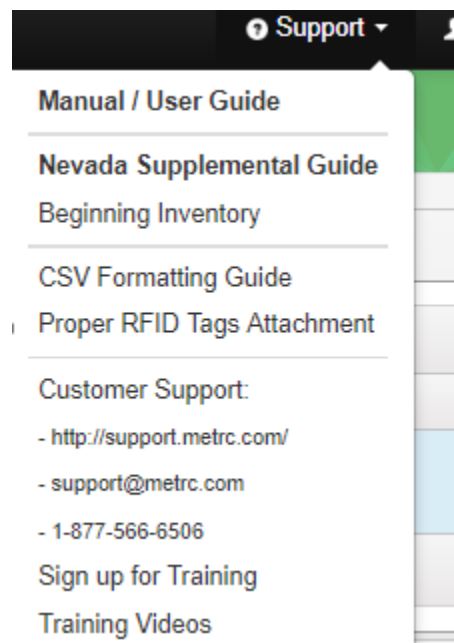 Support
Manual / User Guide
Nevada Supplemental Guide
Beginning Inventory
CSV Formatting Guide
Proper RFID Tags Attachment
Customer Support:
- http://support.metrc.com/
- support@metrc.com
- 1-877-566-6506
Sign up for Training
Training Videos